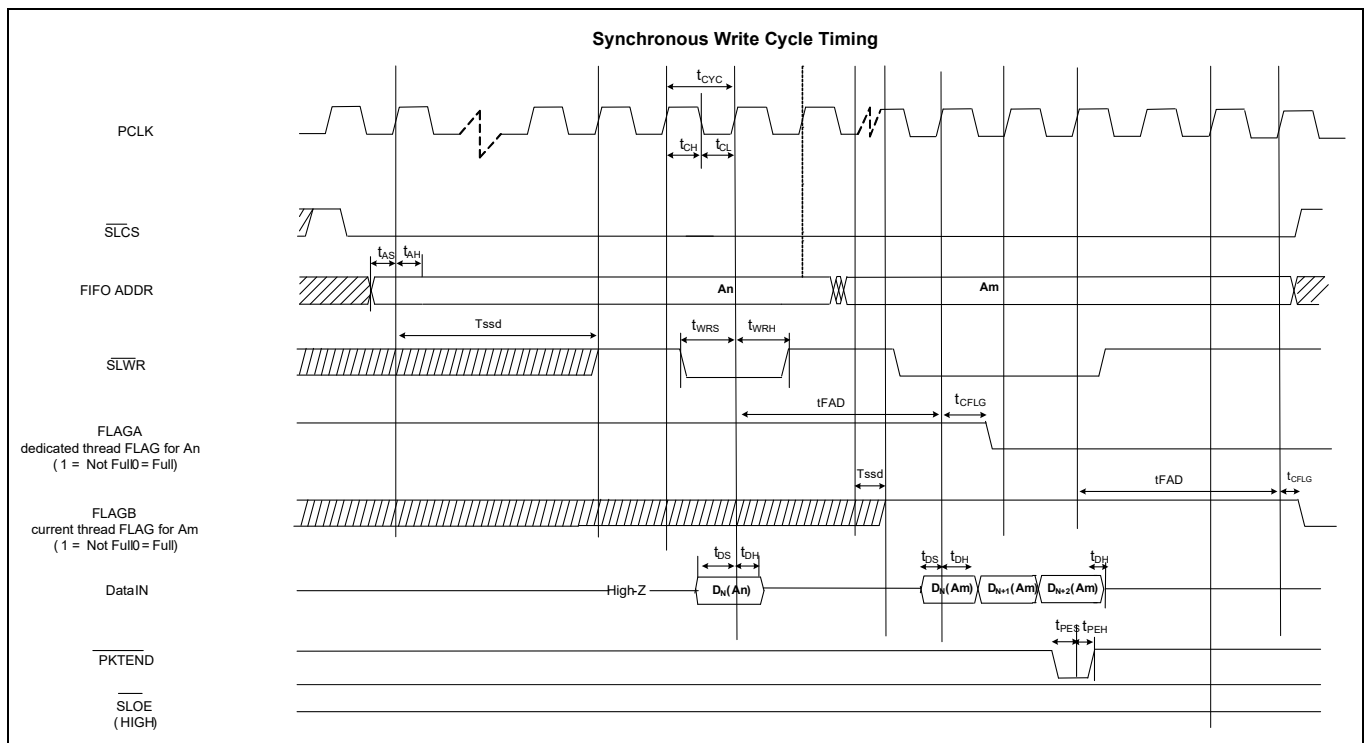 Synchronous Write Cycle Timing
tCYC
PCLK
tCH
tCL
SLCS
tAS
tAH
FIFO ADDR
An
Am
Tssd
tWRS
tWRH
SLWR
tFAD
tCFLG
FLAGA
dedicated thread FLAG for An
( 1 = Not Full0 = Full)
Tssd
tFAD
tCFLG
FLAGB
current thread FLAG for Am
( 1 = Not Full0 = Full)
tDS
tDH
tDS
tDH
tDH
DataIN
High-Z
DN(An)
DN(Am)
DN+1(Am)
DN+2(Am)
tPES
tPEH
PKTEND
SLOE
( HIGH)